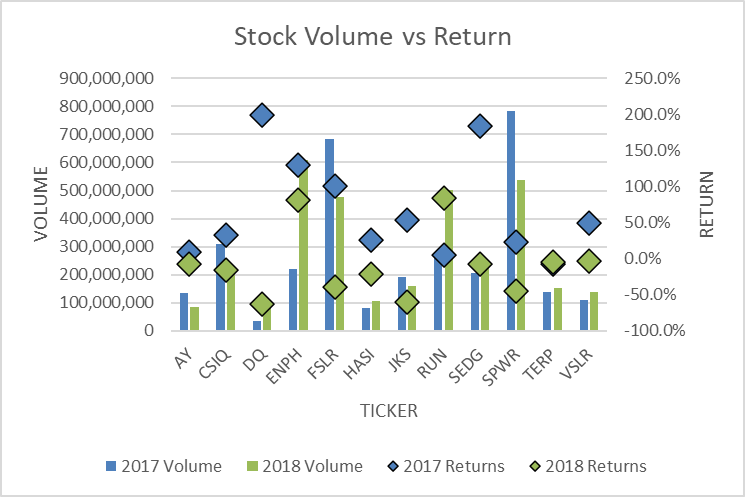 Stock Volume vs Return
900,000,000
800,000,000
700,000,000
600,000,000
500,000,000
400,000,000
300,000,000
200,000,000
100,000,000
0
VOLUME
250.0%
200.0%
150.0%
100.0%
50.0%
0.0%
-50.0%
-100.0%
RETURN
AY
CSIQ
DQ
ENPH
FSLR
HASI
JKS
RUN
SEDG
SPWR
TERP
VSLR
TICKER
2017 Volume
2018 Volume
2017 Returns
2018 Returns